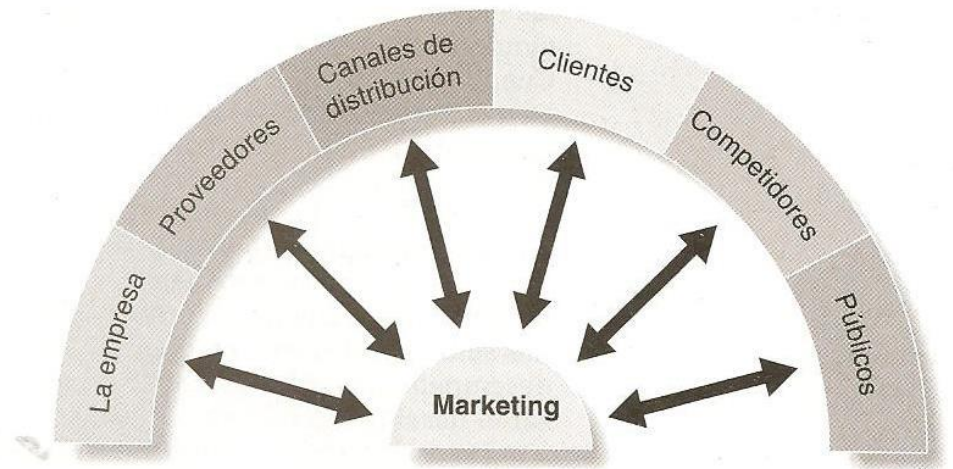 La empresa
Proveedores
Canales de
distribución
Clientes
Competidores
Públicos
Marketing